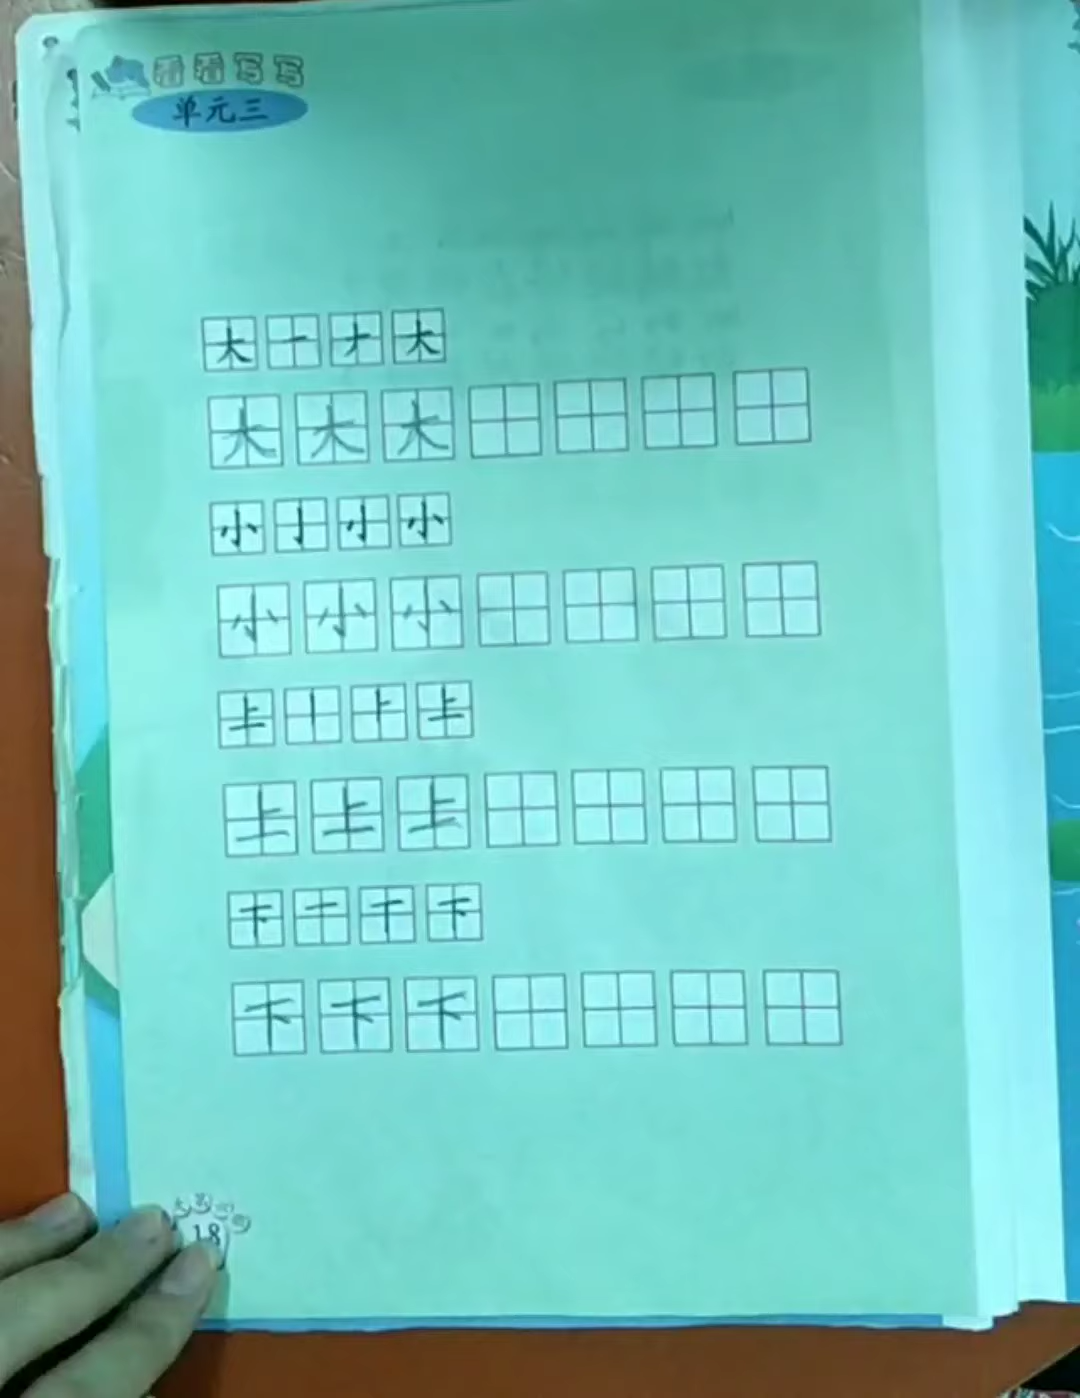 看看写写
单元三
大 一 ナ 大
大 大 大
小 亅 小 小
小 小 小
上 丨 ⺊ 上
上 上 上
下 一 丅 下
下 下 下
18